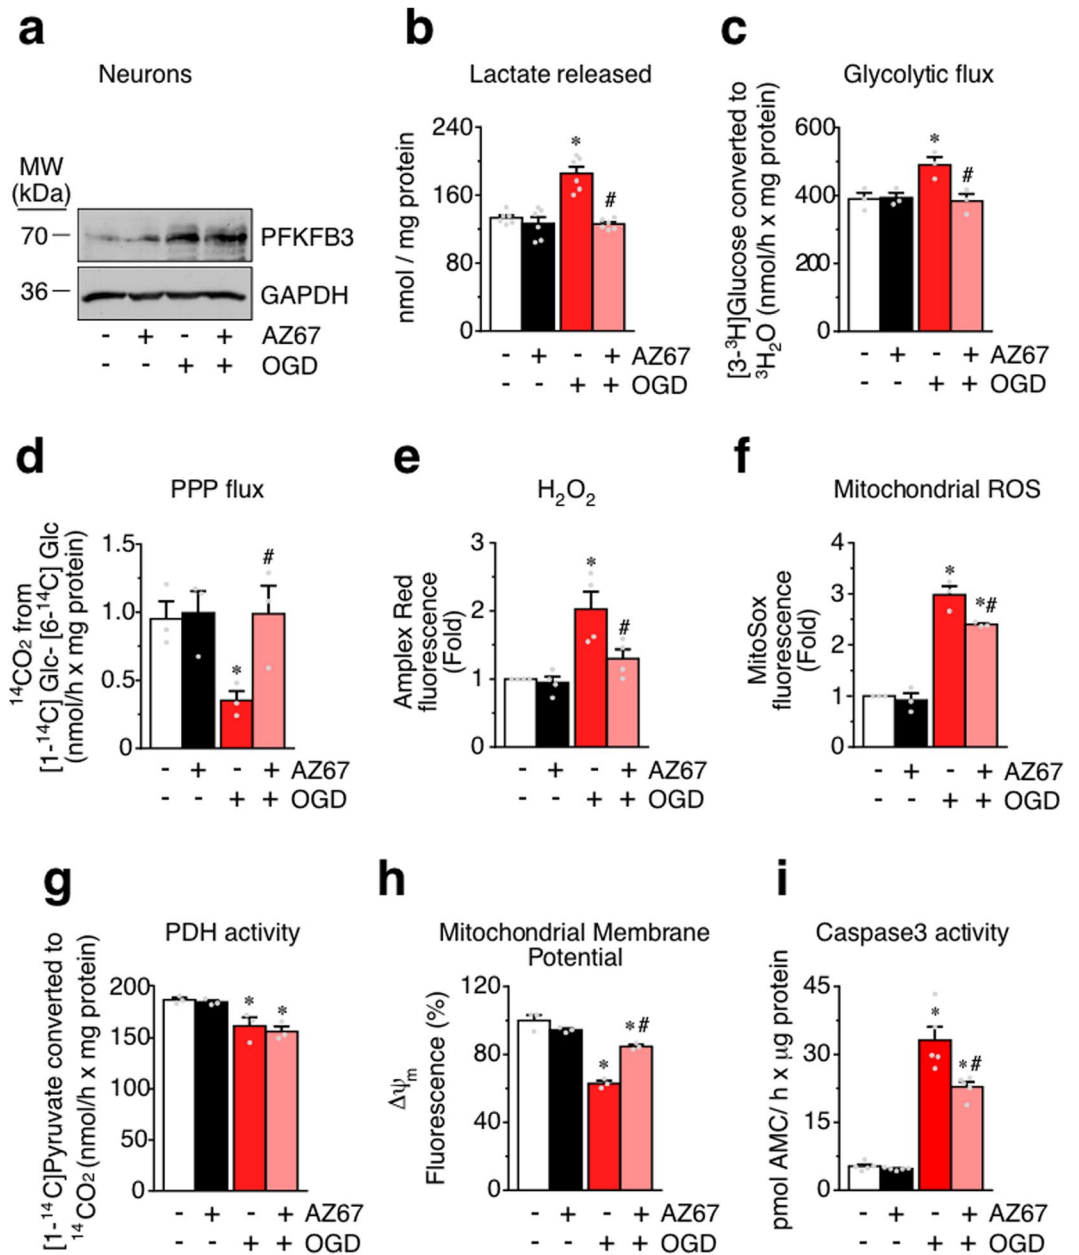 a
Neurons
MW
(kDa)
70
PFKFB3
36
GAPDH
- + - + AZ67
- - + + OGD
b
Lactate released
nmol / mg protein
240
160
80
0
*
#
- + - + AZ67
- - + + OGD
c
Glycolytic flux
[3-³H]Glucose converted to
³H₂O (nmol/h x mg protein)
600
400
200
0
*
#
- + - + AZ67
- - + + OGD
d
PPP flux
¹⁴CO₂ from
[1-¹⁴C] Glc- [6-¹⁴C] Glc
(nmol/h x mg protein)
1.5
1.0
0.5
0
*
#
- + - + AZ67
- - + + OGD
e
H₂O₂
Amplex Red
fluorescence
(Fold)
3
2
1
0
*
#
- + - + AZ67
- - + + OGD
f
Mitochondrial ROS
MitoSox
fluorescence
(Fold)
4
3
2
1
0
*
*#
- + - + AZ67
- - + + OGD
g
PDH activity
[1-¹⁴C]Pyruvate converted to
¹⁴CO₂ (nmol/h x mg protein)
200
150
100
50
0
*
*
- + - + AZ67
- - + + OGD
h
Mitochondrial Membrane
Potential
Δψm
Fluorescence (%)
120
80
40
0
*
*#
- + - + AZ67
- - + + OGD
i
Caspase3 activity
pmol AMC/ h x µg protein
45
30
15
0
*
*#
- + - + AZ67
- - + + OGD